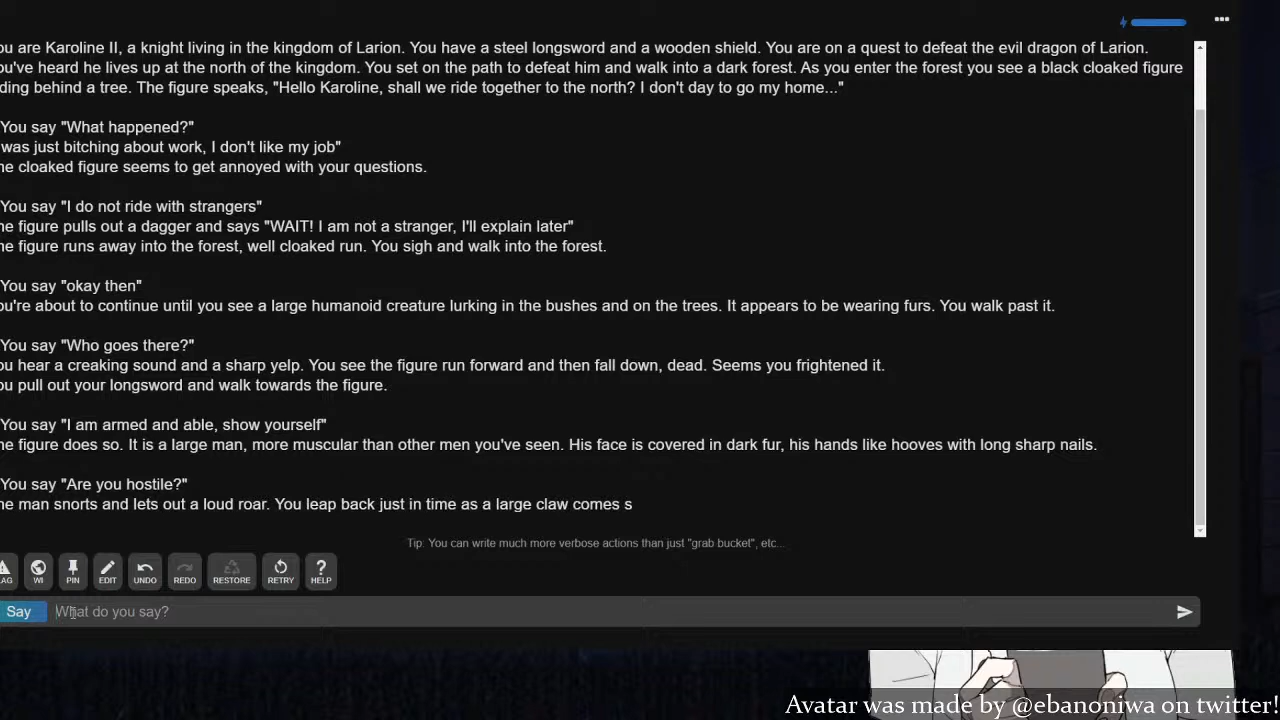 ou are Karoline II, a knight living in the kingdom of Larion. You have a steel longsword and a wooden shield. You are on a quest to defeat the evil dragon of Larion.
ou've heard he lives up at the north of the kingdom. You set on the path to defeat him and walk into a dark forest. As you enter the forest you see a black cloaked figure
ding behind a tree. The figure speaks, "Hello Karoline, shall we ride together to the north? I don't day to go my home..."
You say "What happened?"
was just bitching about work, I don't like my job"
he cloaked figure seems to get annoyed with your questions.
You say "I do not ride with strangers"
he figure pulls out a dagger and says "WAIT! I am not a stranger, I'll explain later"
he figure runs away into the forest, well cloaked run. You sigh and walk into the forest.
You say "okay then"
ou're about to continue until you see a large humanoid creature lurking in the bushes and on the trees. It appears to be wearing furs. You walk past it.
You say "Who goes there?"
ou hear a creaking sound and a sharp yelp. You see the figure run forward and then fall down, dead. Seems you frightened it.
ou pull out your longsword and walk towards the figure.
You say "I am armed and able, show yourself"
he figure does so. It is a large man, more muscular than other men you've seen. His face is covered in dark fur, his hands like hooves with long sharp nails.
You say "Are you hostile?"
he man snorts and lets out a loud roar. You leap back just in time as a large claw comes s
Tip: You can write much more verbose actions than just "grab bucket", etc...
LAG WI PIN EDIT UNDO REDO RESTORE RETRY HELP
Say What do you say?
Avatar was made by @ebanoniwa on twitter!